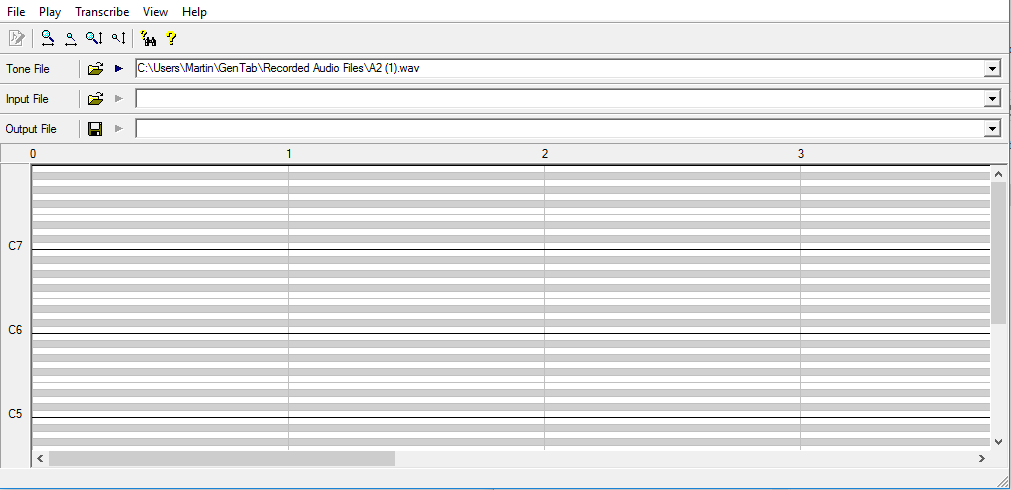 File Play Transcribe View Help
Tone File C:\Users\Martin\GenTab\Recorded Audio Files\A2 (1).wav
Input File
Output File
0 1 2 3
C7
C6
C5